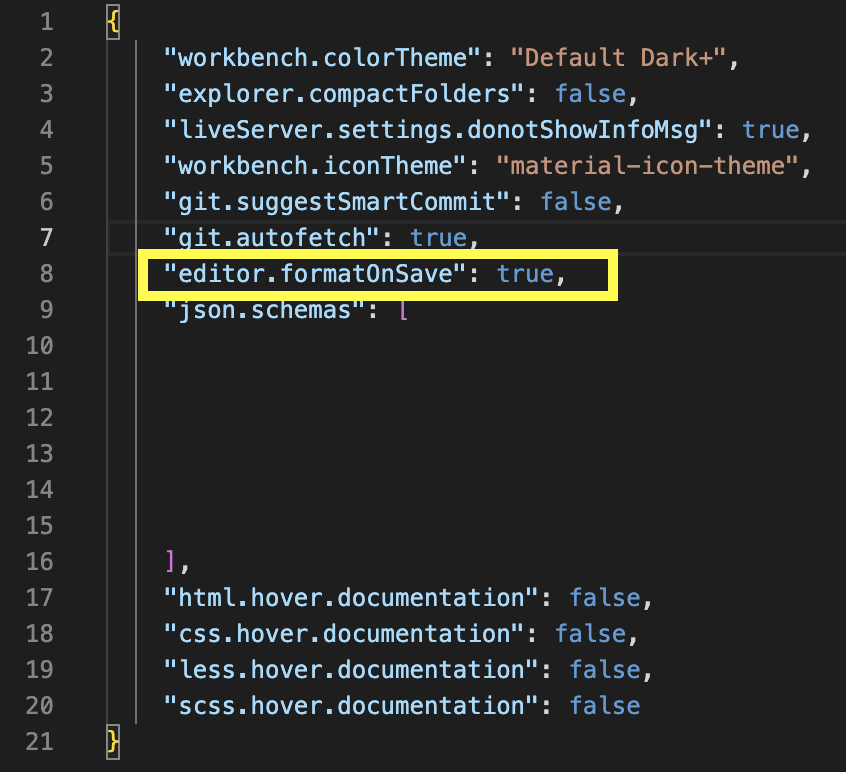 1 {
2 "workbench.colorTheme": "Default Dark+",
3 "explorer.compactFolders": false,
4 "liveServer.settings.donotShowInfoMsg": true,
5 "workbench.iconTheme": "material-icon-theme",
6 "git.suggestSmartCommit": false,
7 "git.autofetch": true,
8 "editor.formatOnSave": true,
9 "json.schemas": [
10
11
12
13
14
15
16 ],
17 "html.hover.documentation": false,
18 "css.hover.documentation": false,
19 "less.hover.documentation": false,
20 "scss.hover.documentation": false
21 }